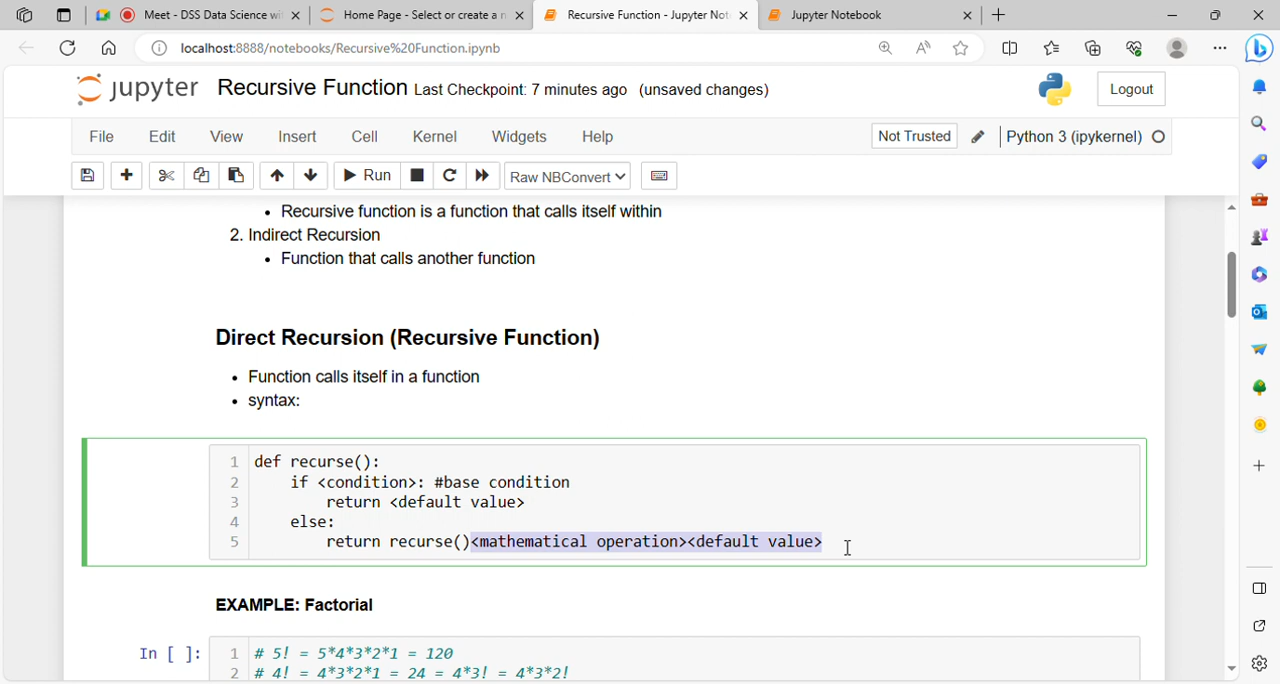 Meet - DSS Data Science wi
Home Page - Select or create a n
Recursive Function - Jupyter Not
Jupyter Notebook
localhost:8888/notebooks/Recursive%20Function.ipynb
jupyter Recursive Function Last Checkpoint: 7 minutes ago (unsaved changes)
Logout
File Edit View Insert Cell Kernel Widgets Help
Not Trusted
Python 3 (ipykernel)
Run
Raw NBConvert
• Recursive function is a function that calls itself within
2. Indirect Recursion
• Function that calls another function
Direct Recursion (Recursive Function)
• Function calls itself in a function
• syntax:
1 def recurse():
2 if <condition>: #base condition
3 return <default value>
4 else:
5 return recurse()<mathematical operation><default value>
EXAMPLE: Factorial
In [ ]: 1 # 5! = 5*4*3*2*1 = 120
2 # 4! = 4*3*2*1 = 24 = 4*3! = 4*3*2!